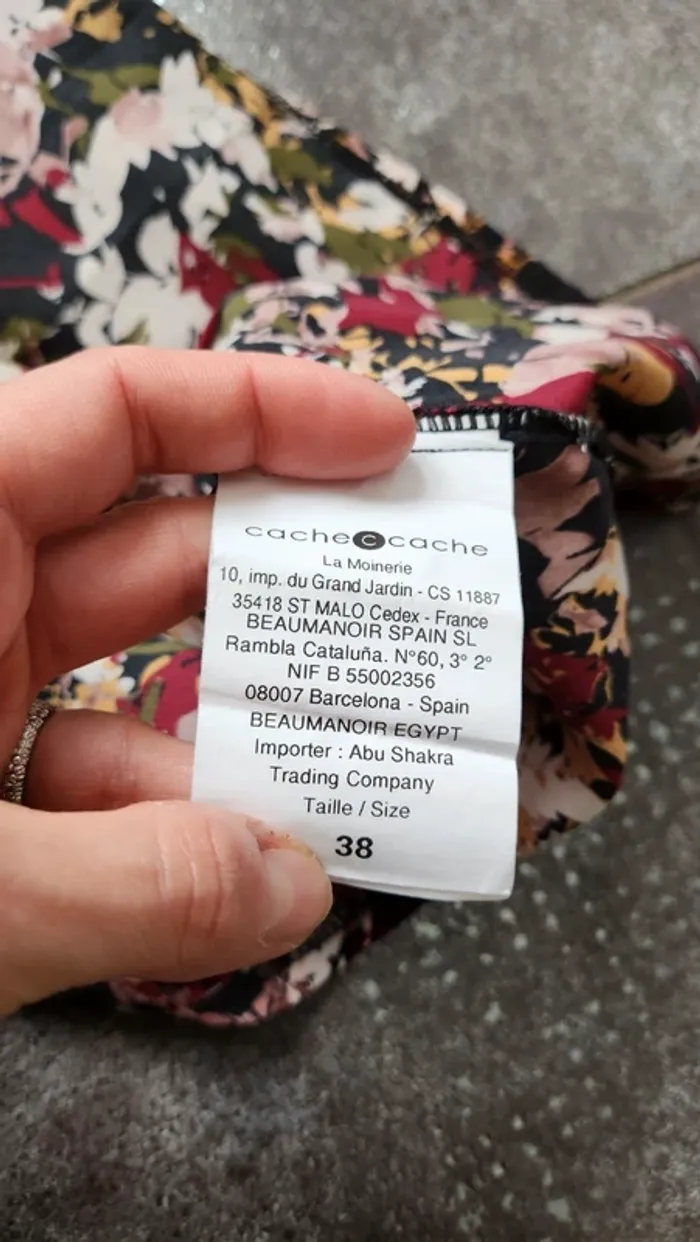 cache c cache
La Moinerie
10, imp. du Grand Jardin - CS 11887
35418 ST MALO Cedex - France
BEAUMANOIR SPAIN SL
Rambla Cataluña. N°60, 3° 2°
NIF B 55002356
08007 Barcelona - Spain
BEAUMANOIR EGYPT
Importer : Abu Shakra
Trading Company
Taille / Size
38